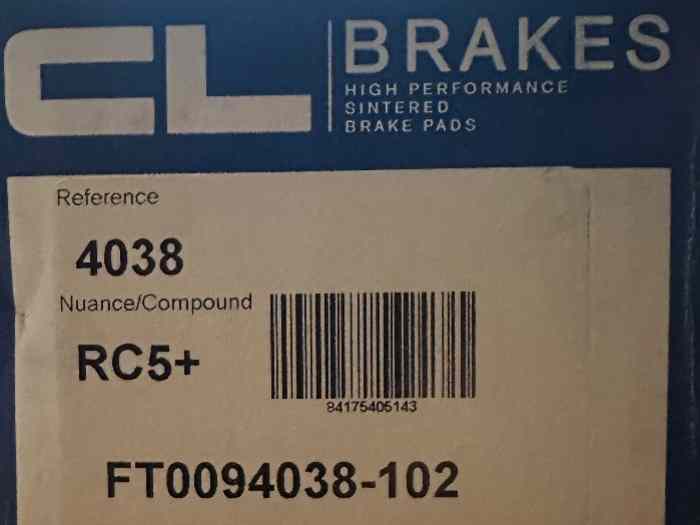 CL BRAKES
HIGH PERFORMANCE
SINTERED
BRAKE PADS
Reference
4038
Nuance/Compound
RC5+
84175405143
FT0094038-102